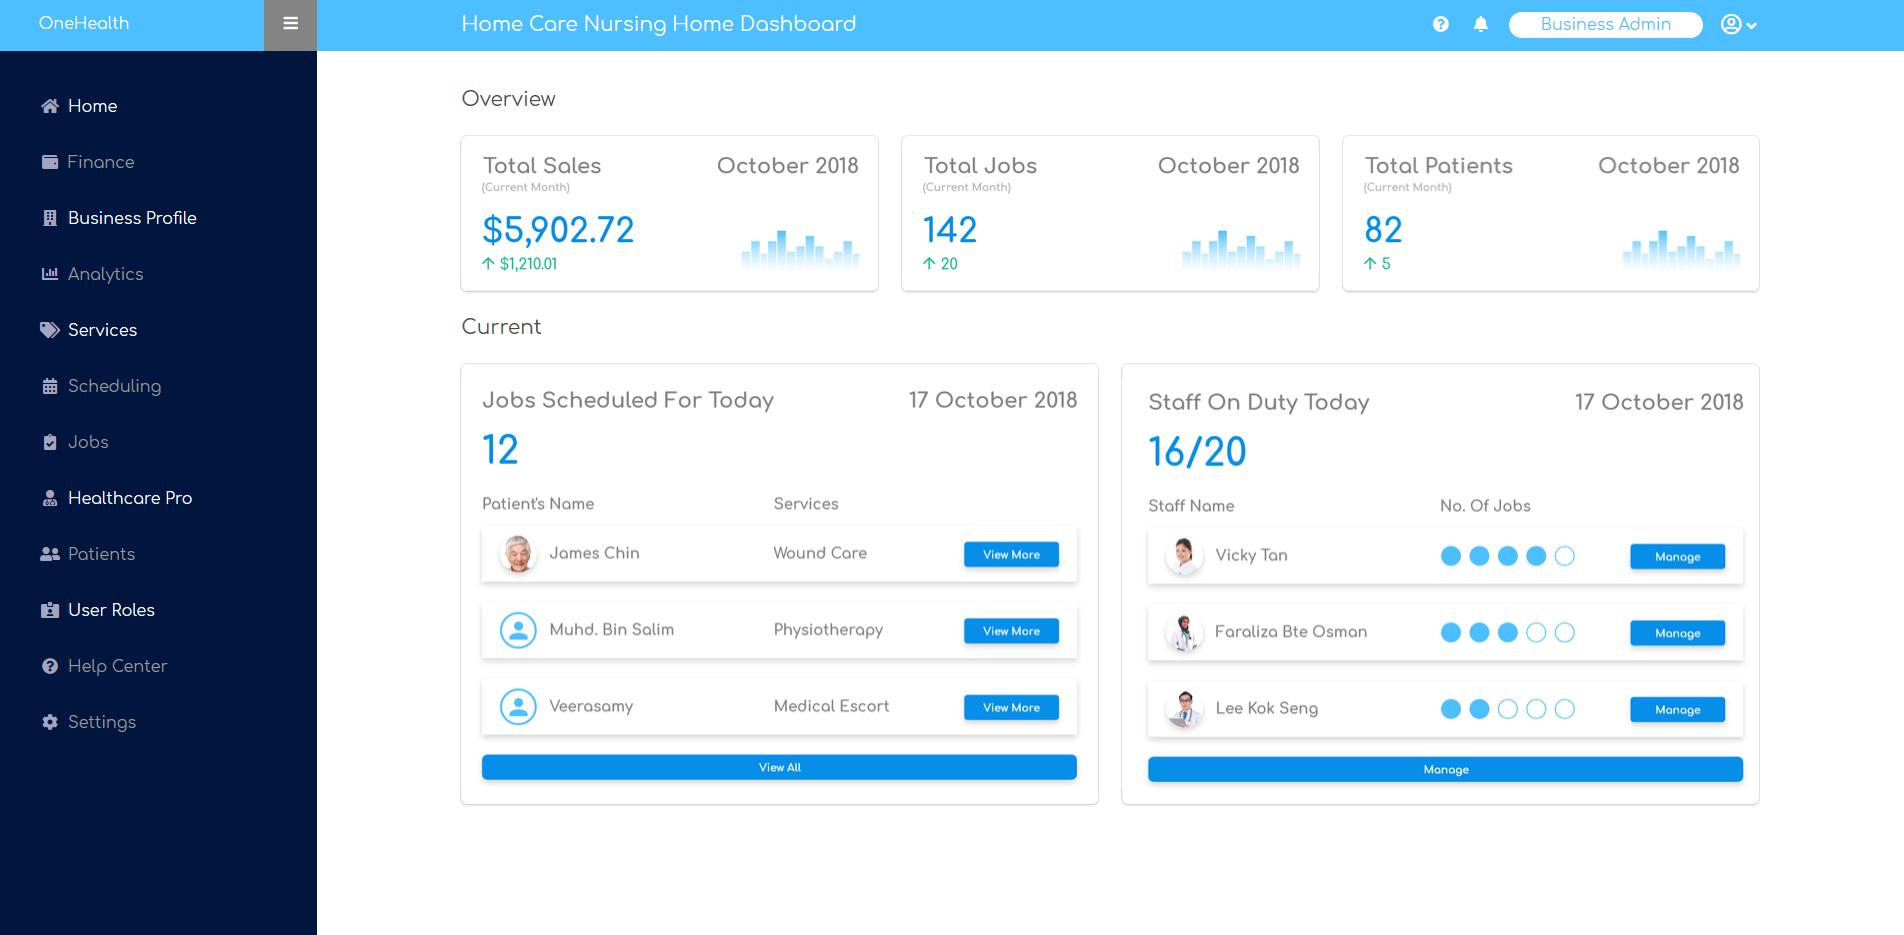 OneHealth
Home Care Nursing Home Dashboard
Business Admin
Home
Finance
Business Profile
Analytics
Services
Scheduling
Jobs
Healthcare Pro
Patients
User Roles
Help Center
Settings
Overview
Total Sales October 2018
(Current Month)
$5,902.72
↑ $1,210.01
Total Jobs October 2018
(Current Month)
142
↑ 20
Total Patients October 2018
(Current Month)
82
↑ 5
Current
Jobs Scheduled For Today 17 October 2018
12
Patient's Name Services
James Chin Wound Care View More
Muhd. Bin Salim Physiotherapy View More
Veerasamy Medical Escort View More
View All
Staff On Duty Today 17 October 2018
16/20
Staff Name No. Of Jobs
Vicky Tan Manage
Faraliza Bte Osman Manage
Lee Kok Seng Manage
Manage